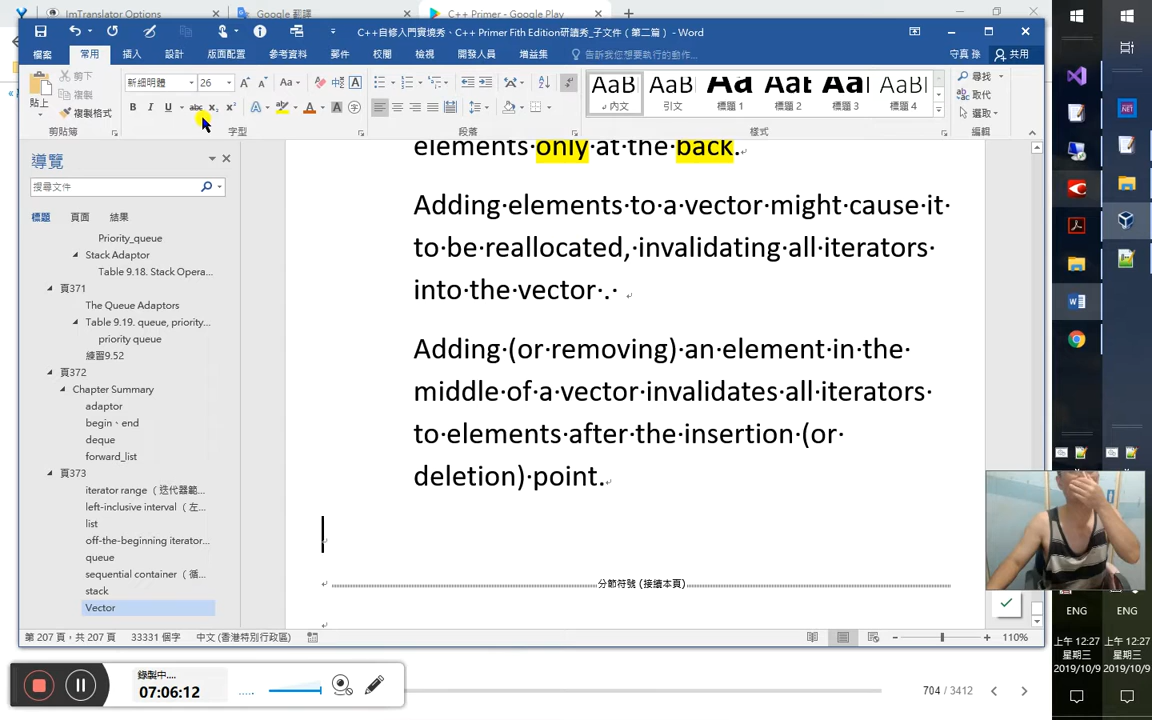 ImTranslator Options
Google 翻譯
C++ Primer - Google Play
C++自修入門實境秀、C++ Primer Fifth Edition研讀秀_子文件（第二篇） - Word
檔案
常用
插入
設計
版面配置
參考資料
郵件
校閱
檢視
開發人員
增益集
告訴我您想要執行的動作...
守真 孫
共用
貼上
剪下
複製
複製格式
剪貼簿
新細明體
26
字型
段落
AaB 內文
AaB 引文
Aa 標題 1
Aat 標題 2
Aal 標題 3
AaBl 標題 4
樣式
尋找
取代
選取
編輯
導覽
搜尋文件
標題
頁面
結果
Priority_queue
Stack Adaptor
Table 9.18. Stack Opera...
頁371
The Queue Adaptors
Table 9.19. queue, priority...
priority queue
練習9.52
頁372
Chapter Summary
adaptor
begin、end
deque
forward_list
頁373
iterator range（迭代器範...
left-inclusive interval（左...
list
off-the-beginning iterator...
queue
sequential container（循...
stack
Vector
elements only at the back.
Adding elements to a vector might cause it
to be reallocated, invalidating all iterators
into the vector .
Adding (or removing) an element in the
middle of a vector invalidates all iterators
to elements after the insertion (or
deletion) point.
分節符號 (接續本頁)
第 207 頁，共 207 頁
33331 個字
中文 (香港特別行政區)
110%
錄製中....
07:06:12
704 / 3412
ENG
上午 12:27
星期三
2019/10/9
ENG
上午 12:27
星期三
2019/10/9